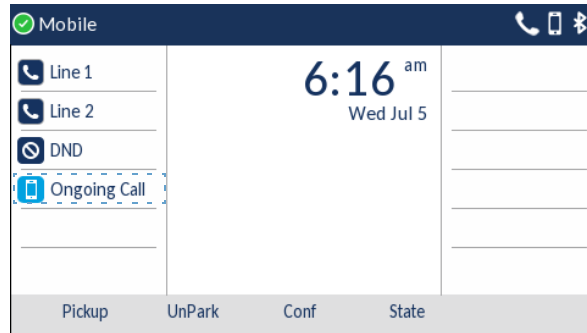 Mobile
Line 1
Line 2
DND
Ongoing Call
6:16 am
Wed Jul 5
Pickup UnPark Conf State